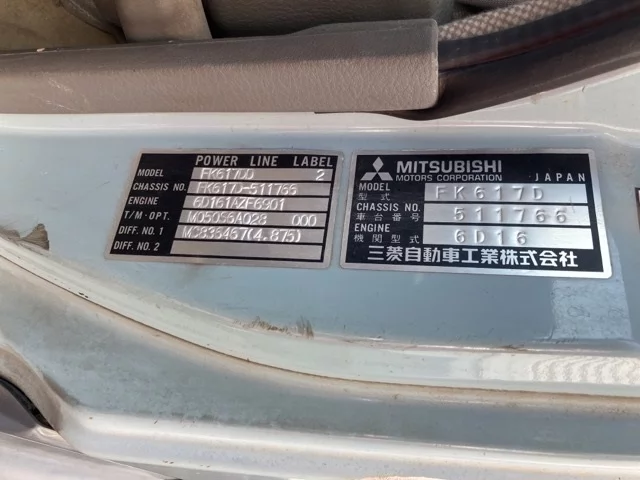 POWER LINE LABEL
MODEL FK617DD 2
CHASSIS NO. FK617D-511766
ENGINE 6D161AZF6901
T/M-OPT. M050S6A028 000
DIFF. NO. 1 MC835467(4.875)
DIFF. NO. 2
MITSUBISHI
MOTORS CORPORATION JAPAN
MODEL 型式 FK617D
CHASSIS NO. 車台番号 511766
ENGINE 機関型式 6D16
三菱自動車工業株式会社